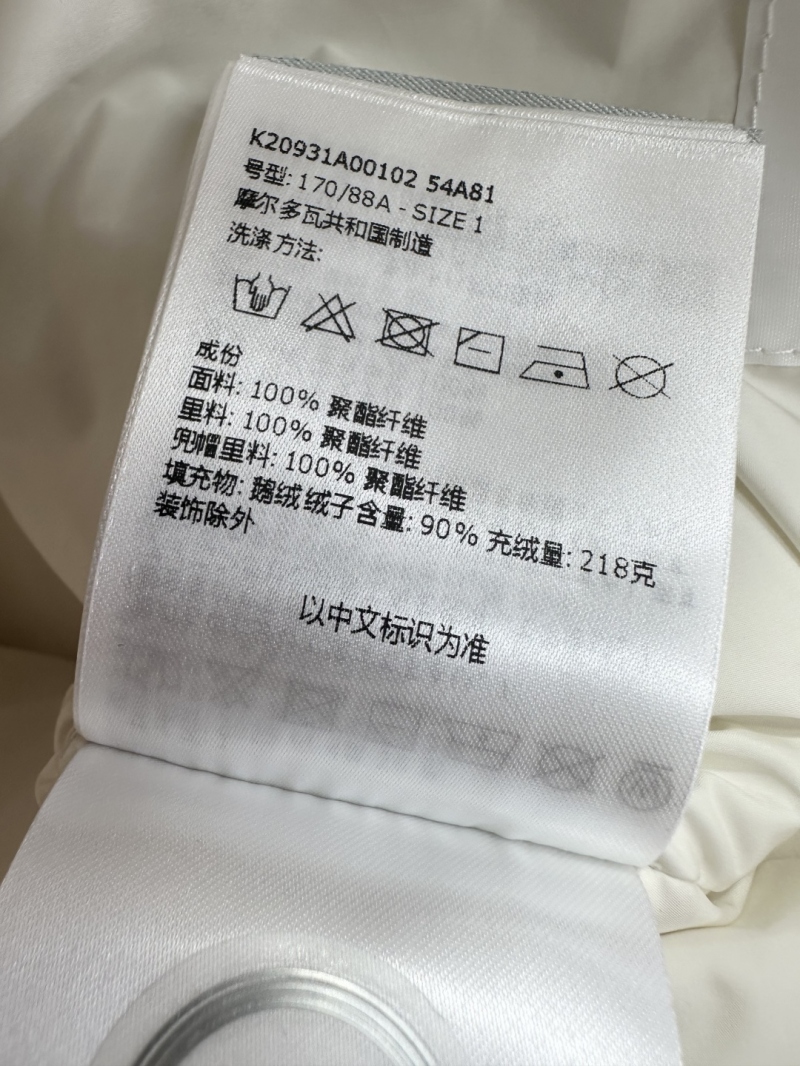 K20931A00102 54A81
号型: 170/88A - SIZE 1
摩尔多瓦共和国制造
洗涤方法:
成份
面料: 100% 聚酯纤维
里料: 100% 聚酯纤维
兜帽里料: 100% 聚酯纤维
填充物: 鹅绒 绒子含量: 90% 充绒量: 218克
装饰除外
以中文标识为准